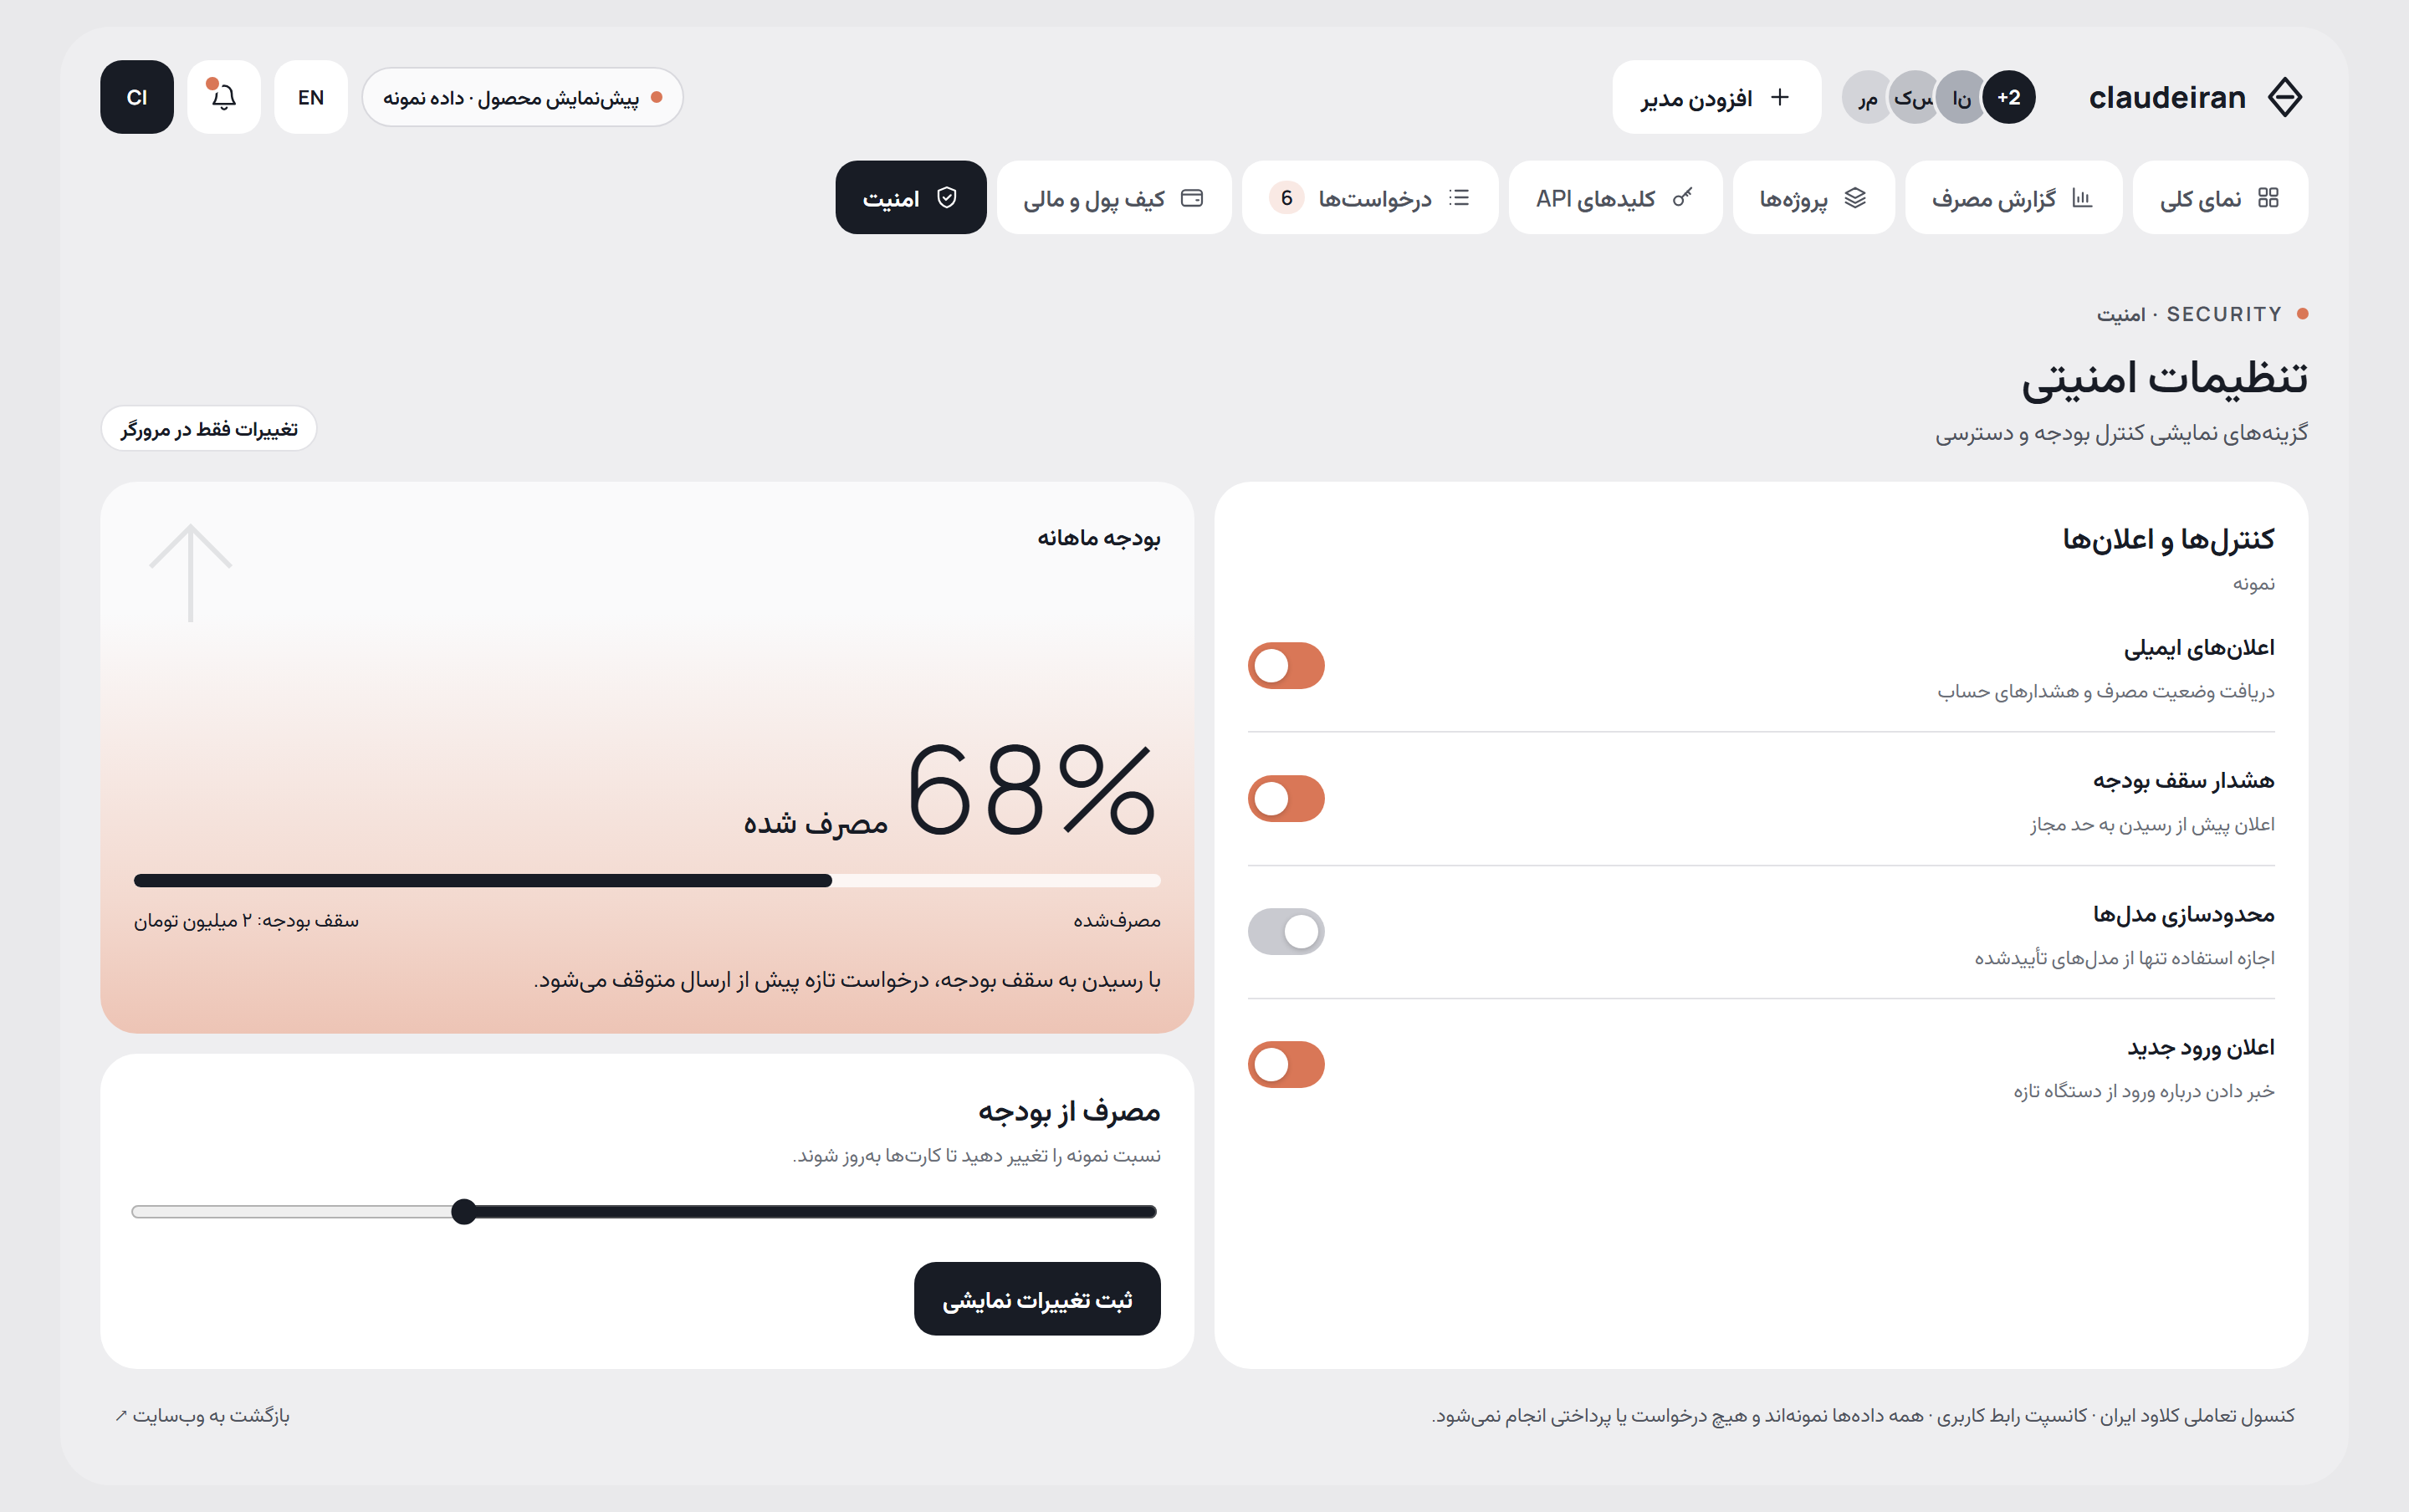 claudeiran
+2
نا
سک
مر
افزودن مدیر
پیش‌نمایش محصول · داده نمونه
EN
CI
نمای کلی
گزارش مصرف
پروژه‌ها
کلیدهای API
درخواست‌ها 6
کیف پول و مالی
امنیت
SECURITY · امنیت
تنظیمات امنیتی
گزینه‌های نمایشی کنترل بودجه و دسترسی
تغییرات فقط در مرورگر
کنترل‌ها و اعلان‌ها
نمونه
اعلان‌های ایمیلی
دریافت وضعیت مصرف و هشدارهای حساب
هشدار سقف بودجه
اعلان پیش از رسیدن به حد مجاز
محدودسازی مدل‌ها
اجازه استفاده تنها از مدل‌های تأییدشده
اعلان ورود جدید
خبر دادن درباره ورود از دستگاه تازه
بودجه ماهانه
68% مصرف شده
مصرف‌شده
سقف بودجه: ۲ میلیون تومان
با رسیدن به سقف بودجه، درخواست تازه پیش از ارسال متوقف می‌شود.
مصرف از بودجه
نسبت نمونه را تغییر دهید تا کارت‌ها به‌روز شوند.
ثبت تغییرات نمایشی
کنسول تعاملی کلاود ایران · کانسپت رابط کاربری · همه داده‌ها نمونه‌اند و هیچ درخواست یا پرداختی انجام نمی‌شود.
بازگشت به وب‌سایت ↗